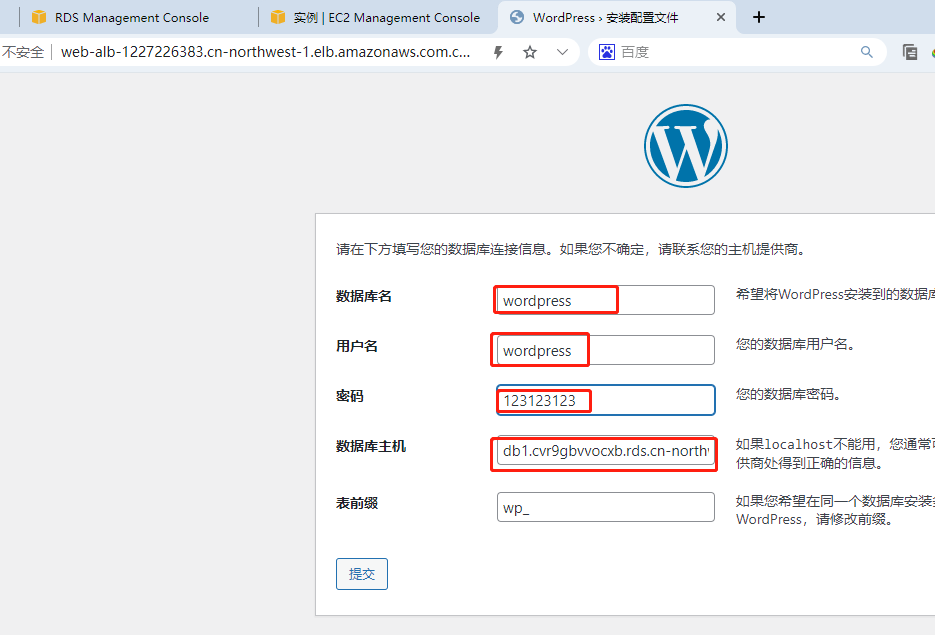 RDS Management Console
实例 | EC2 Management Console
WordPress › 安装配置文件
不安全
web-alb-1227226383.cn-northwest-1.elb.amazonaws.com.c...
百度
请在下方填写您的数据库连接信息。如果您不确定，请联系您的主机提供商。
数据库名
wordpress
希望将WordPress安装到的数据库
用户名
wordpress
您的数据库用户名。
密码
123123123
您的数据库密码。
数据库主机
db1.cvr9gbvvocxb.rds.cn-northw
如果localhost不能用，您通常可
供商处得到正确的信息。
表前缀
wp_
如果您希望在同一个数据库安装多
WordPress，请修改前缀。
提交